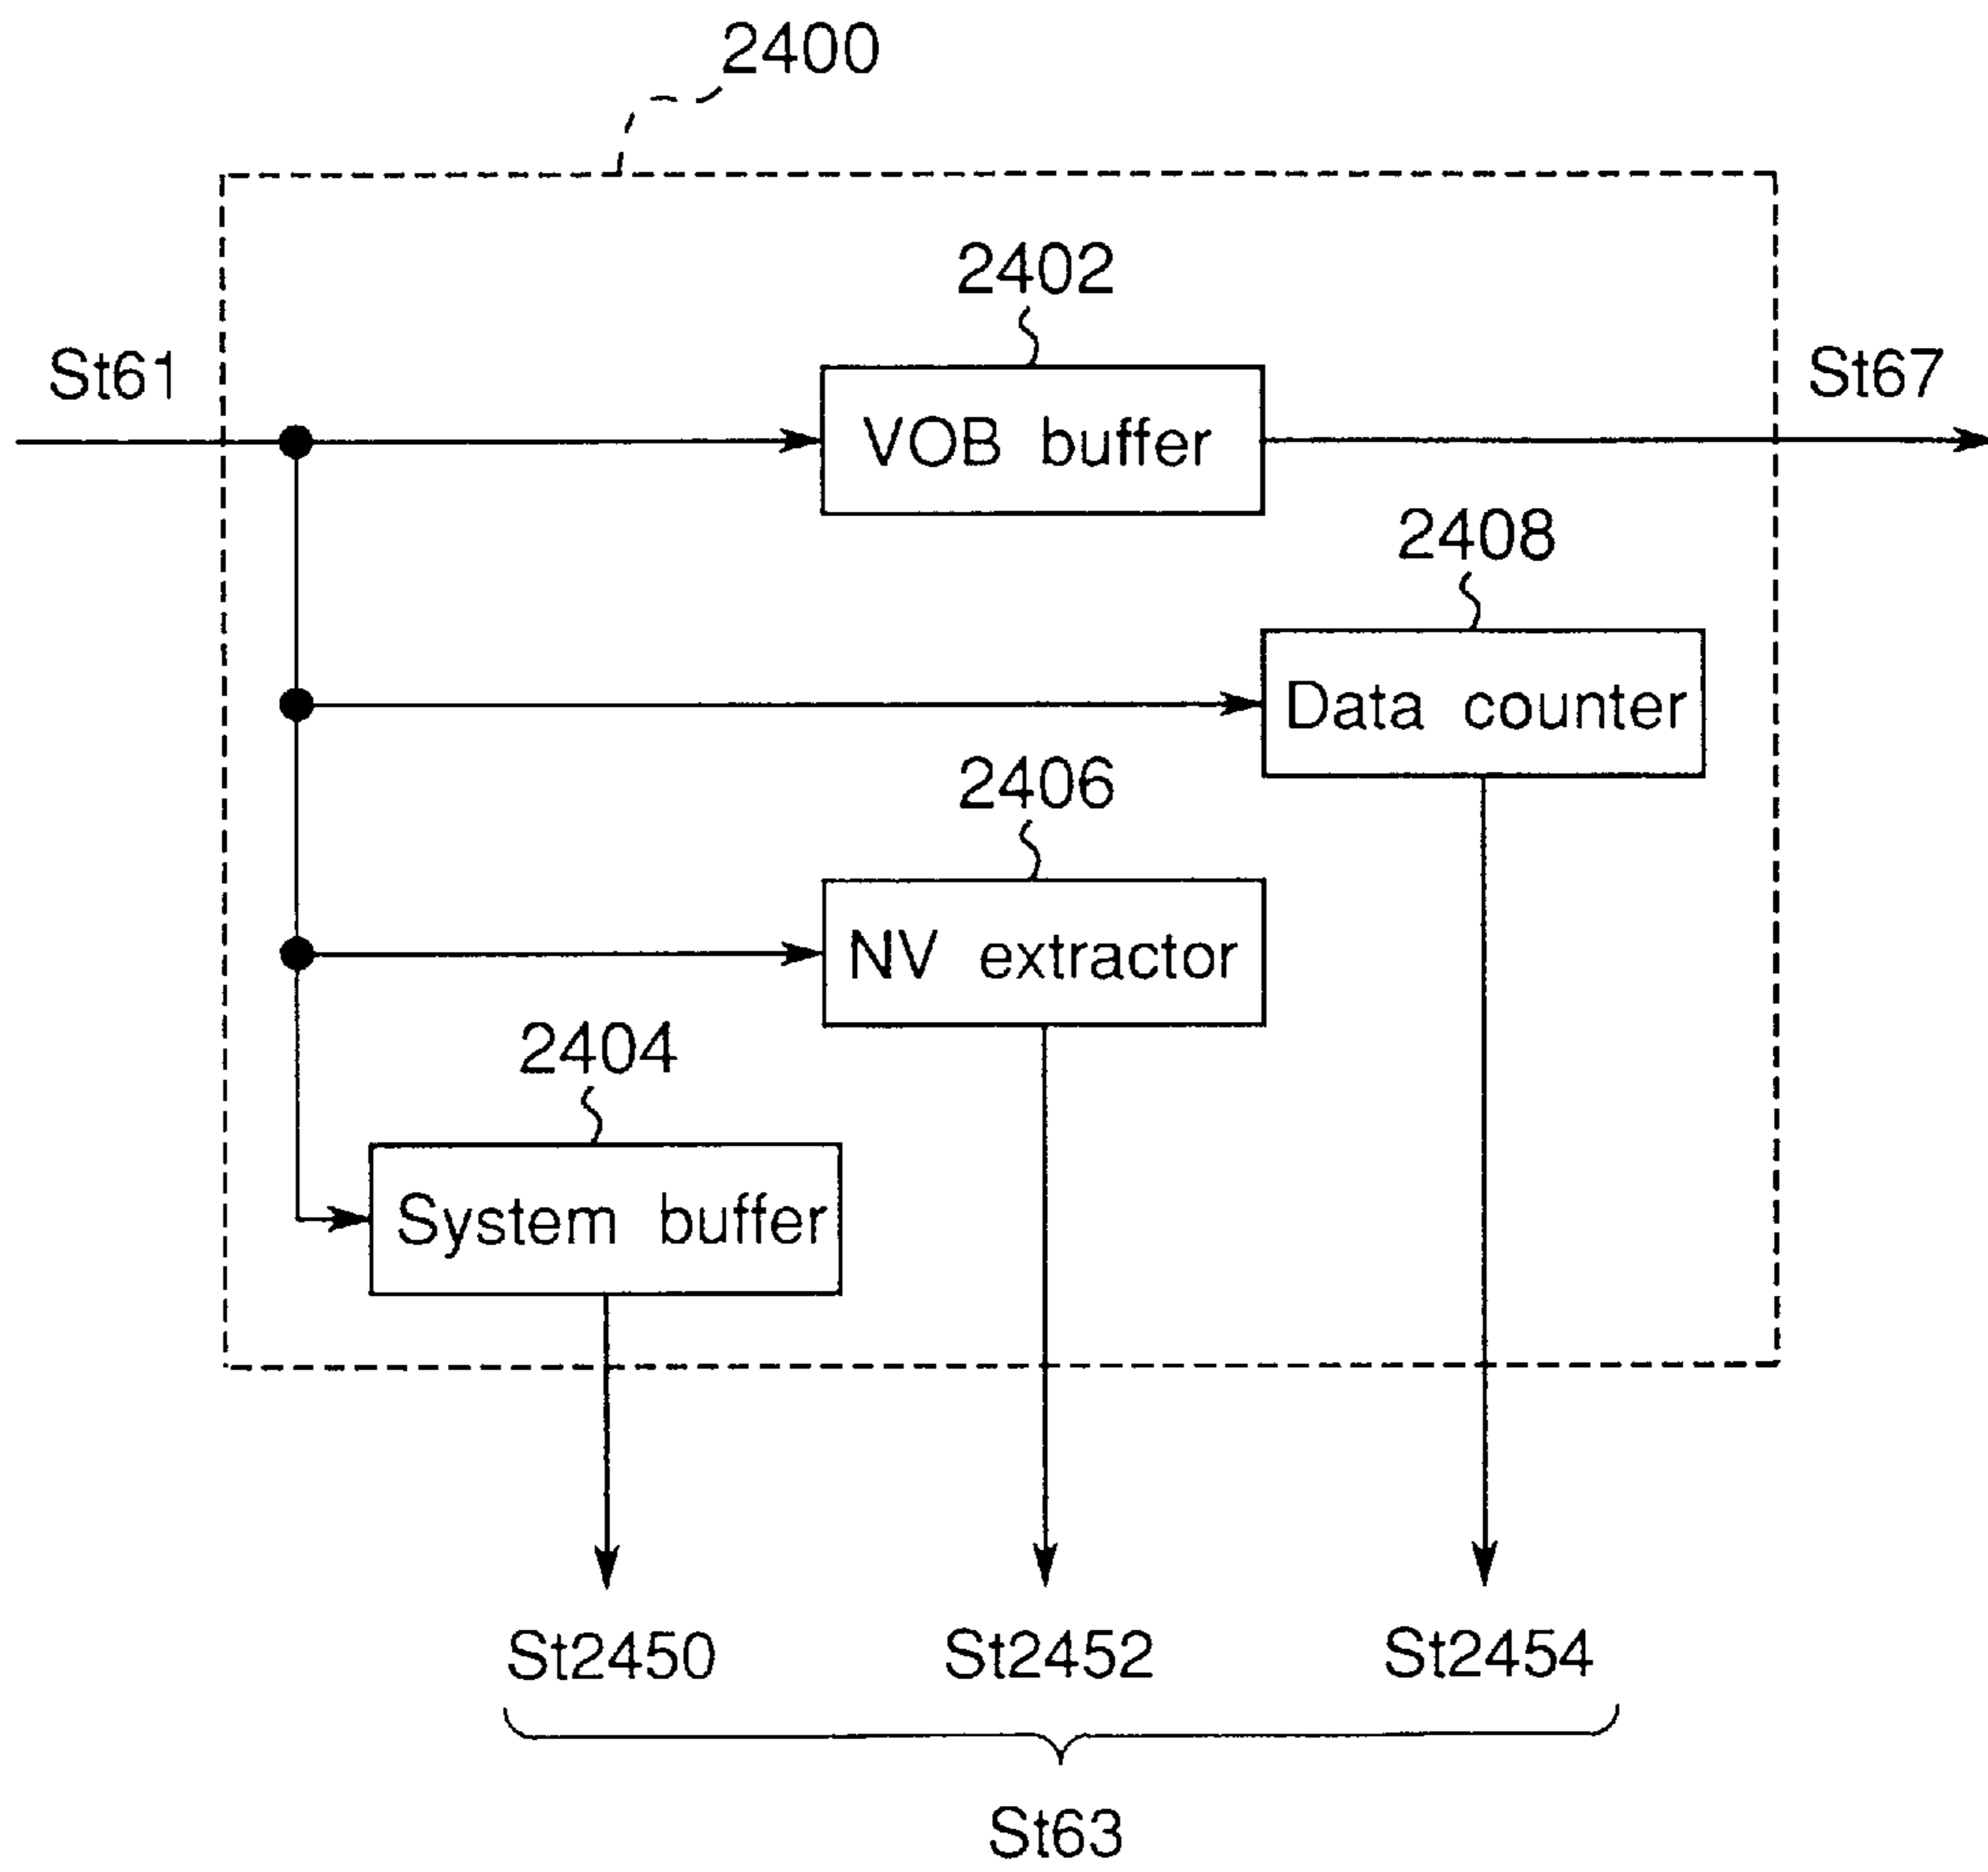 2400
2402
St61
St67
VOB buffer
2408
Data counter
2406
NV extractor
2404
System buffer
St2450
St2452
St2454
St63